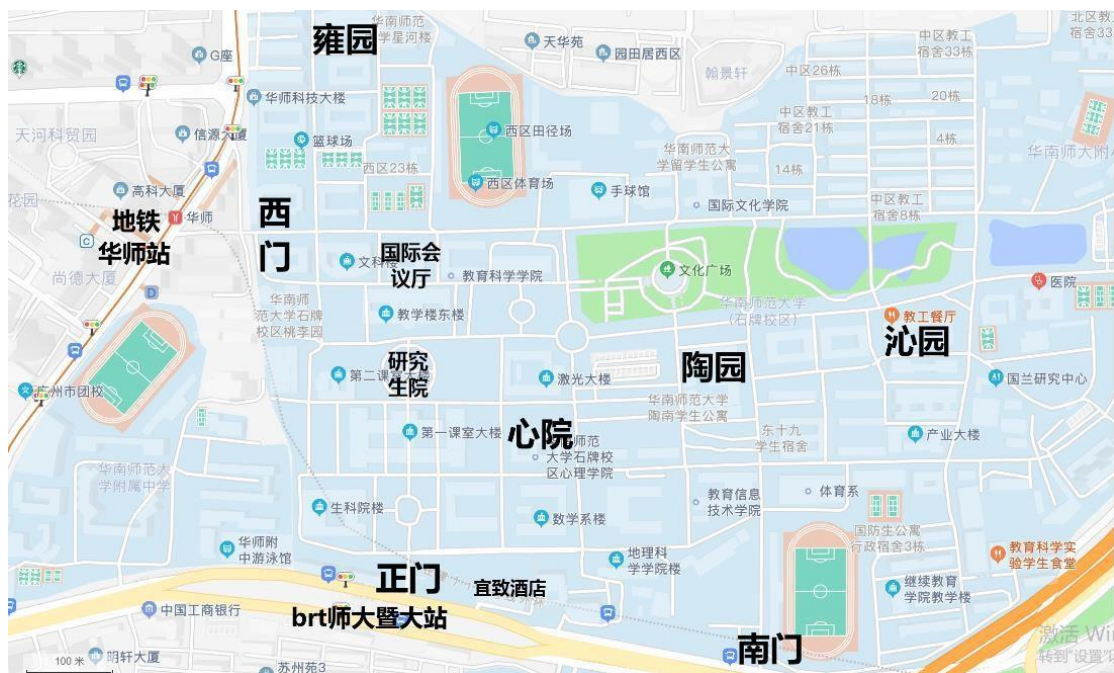 雍园
华南师范
学星河楼
G座
天华苑
园田居西区
翰景轩
北区教工
中区教工
宿舍33栋
中区26栋
18栋
20栋
华师科技大楼
天河科贸园
信源大厦
篮球场
西区田径场
中区教工
宿舍21栋
4栋
华南师大附小
西区23栋
华南师范大
学留学生公寓
14栋
高科大厦
西区体育场
手球馆
国际文化学院
中区教工
宿舍8栋
花园
地铁
华师站
华师
C
西
门
尚德大厦
文科楼
国际会
议厅
教育科学学院
文化广场
医院
D
华南师
范大学石牌
校区桃李园
教学楼东楼
华南师范大学
(石牌校区)
教工餐厅
沁园
研究
生院
第二课室大楼
激光大楼
陶园
国兰研究中心
广州市团校
华南师范大学
陶南学生公寓
第一课室大楼
心院
大学石牌校
区心理学院
东十九
学生宿舍
产业大楼
华南师范大
学附属中学
生科院楼
数学系楼
教育信息
技术学院
体育系
国防生公寓
行政宿舍3栋
华师附
中游泳馆
地理科
学学院楼
教育科学实
验学生食堂
正门
宜致酒店
继续教育
学院教学楼
中国工商银行
brt师大暨大站
南门
激活 Wi
转到"设置"
100 米
明轩大厦
苏州苑3